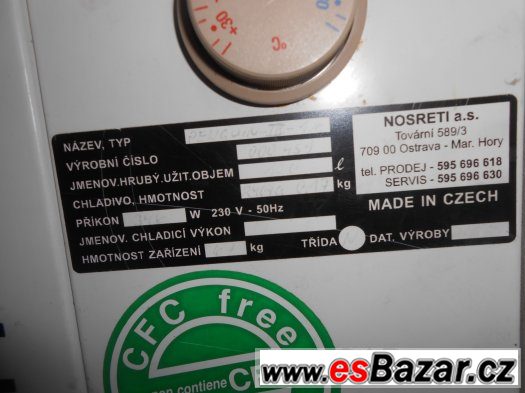 +30
°C
NÁZEV, TYP
VÝROBNÍ ČÍSLO
JMENOV.HRUBÝ.UŽIT.OBJEM ℓ
CHLADIVO, HMOTNOST kg
PŘÍKON W 230 V - 50Hz
JMENOV. CHLADICÍ VÝKON
HMOTNOST ZAŘÍZENÍ kg
TŘÍDA DAT. VÝROBY
NOSRETI a.s.
Tovární 589/3
709 00 Ostrava - Mar. Hory
tel. PRODEJ - 595 696 618
SERVIS - 595 696 630
MADE IN CZECH
CFC free
contiene
www.esBazar.cz